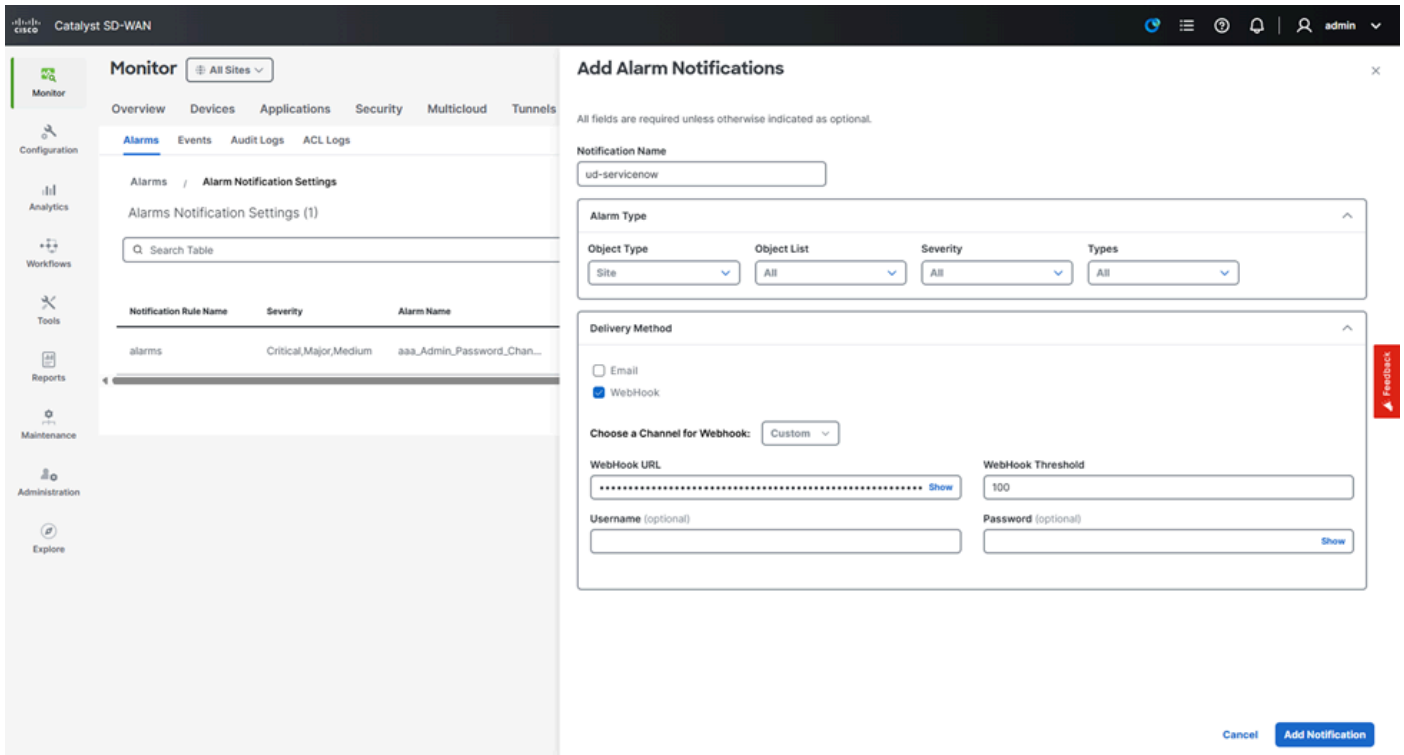 CISCO Catalyst SD-WAN
admin
Monitor
Configuration
Analytics
Workflows
Tools
Reports
Maintenance
Administration
Explore
Monitor All Sites
Overview Devices Applications Security Multicloud Tunnels
Alarms Events Audit Logs ACL Logs
Alarms / Alarm Notification Settings
Alarms Notification Settings (1)
Search Table
Notification Rule Name Severity Alarm Name
alarms Critical,Major,Medium aaa_Admin_Password_Chan...
Add Alarm Notifications
All fields are required unless otherwise indicated as optional.
Notification Name
ud-servicenow
Alarm Type
Object Type Object List Severity Types
Site All All All
Delivery Method
Email
WebHook
Choose a Channel for Webhook: Custom
WebHook URL WebHook Threshold
Show 100
Username (optional) Password (optional)
Show
Cancel Add Notification
Feedback